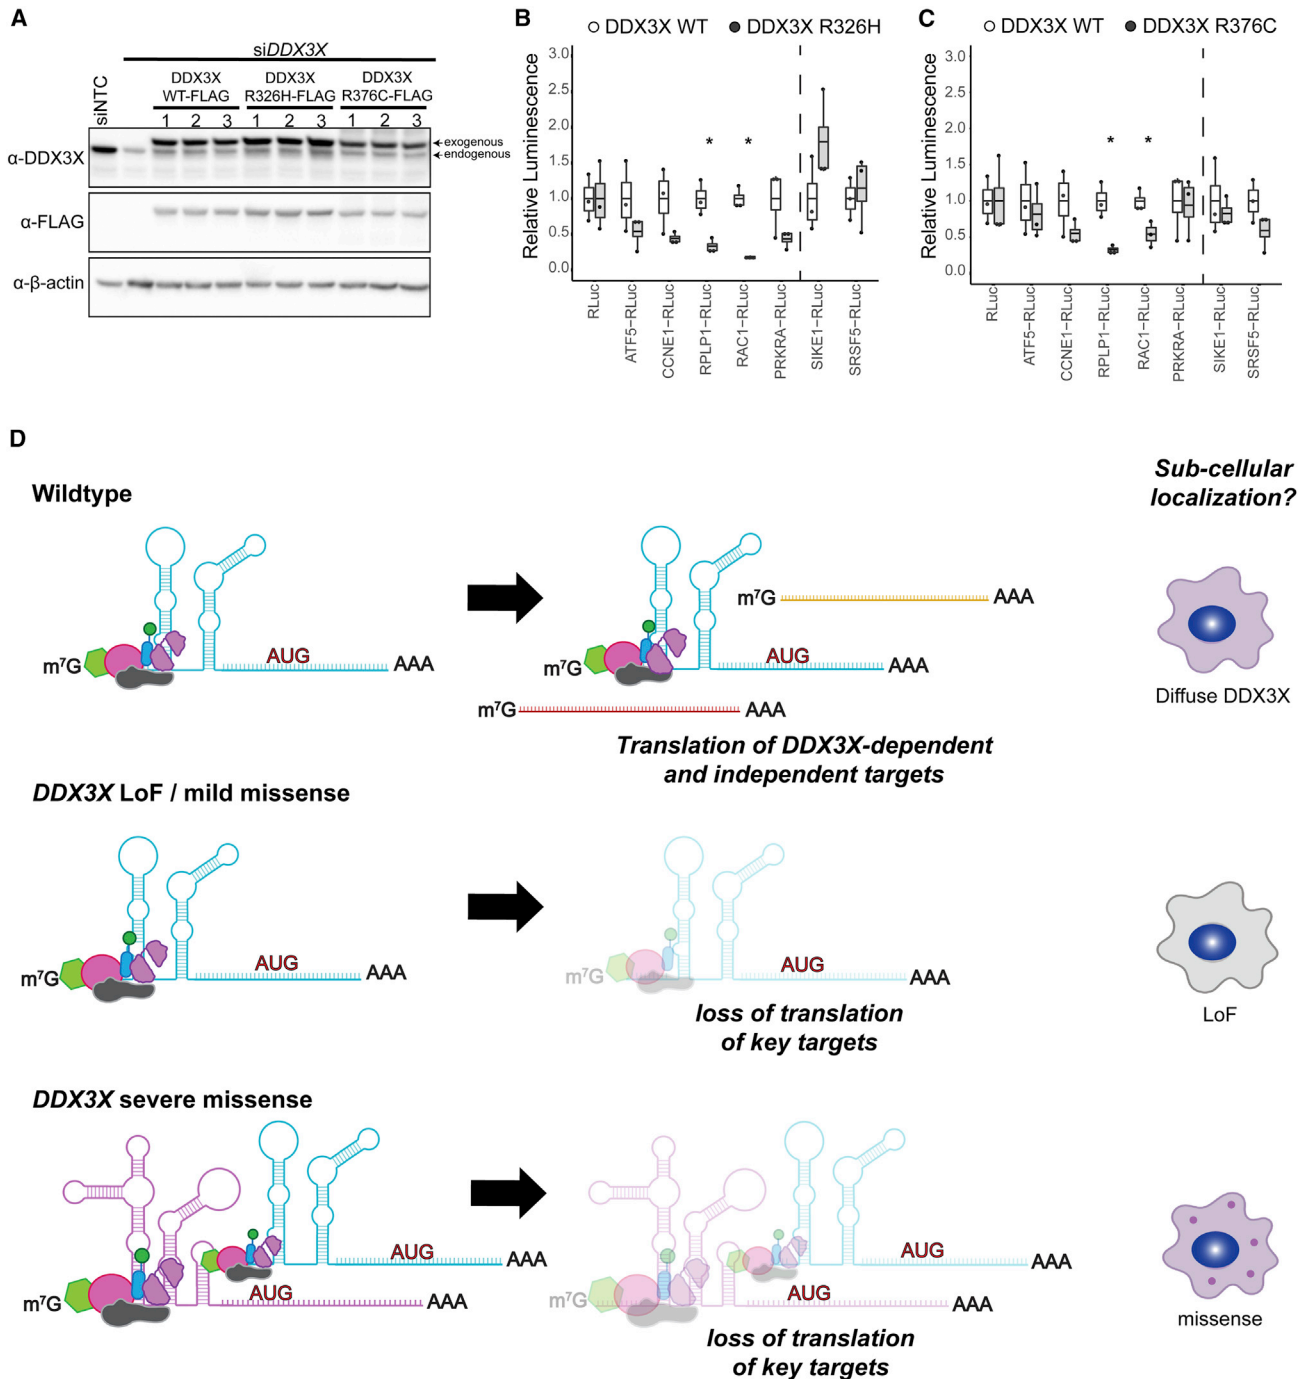 A
siDDX3X
siNTC
DDX3X
WT-FLAG
DDX3X
R326H-FLAG
DDX3X
R376C-FLAG
1 2 3 1 2 3 1 2 3
α-DDX3X
exogenous
endogenous
α-FLAG
α-β-actin
B
DDX3X WT DDX3X R326H
Relative Luminescence
3.0
2.5
2.0
1.5
1.0
0.5
0.0
* *
RLuc
ATF5-RLuc
CCNE1-RLuc
RPLP1-RLuc
RAC1-RLuc
PRKRA-RLuc
SIKE1-RLuc
SRSF5-RLuc
C
DDX3X WT DDX3X R376C
Relative Luminescence
3.0
2.5
2.0
1.5
1.0
0.5
0.0
* *
RLuc
ATF5-RLuc
CCNE1-RLuc
RPLP1-RLuc
RAC1-RLuc
PRKRA-RLuc
SIKE1-RLuc
SRSF5-RLuc
D
Sub-cellular
localization?
Wildtype
m⁷G AUG AAA
m⁷G AAA
m⁷G AUG AAA
m⁷G AAA
Translation of DDX3X-dependent
and independent targets
Diffuse DDX3X
DDX3X LoF / mild missense
m⁷G AUG AAA
m⁷G AUG AAA
loss of translation
of key targets
LoF
DDX3X severe missense
AUG AAA
m⁷G AUG AAA
AUG AAA
m⁷G AUG AAA
loss of translation
of key targets
missense